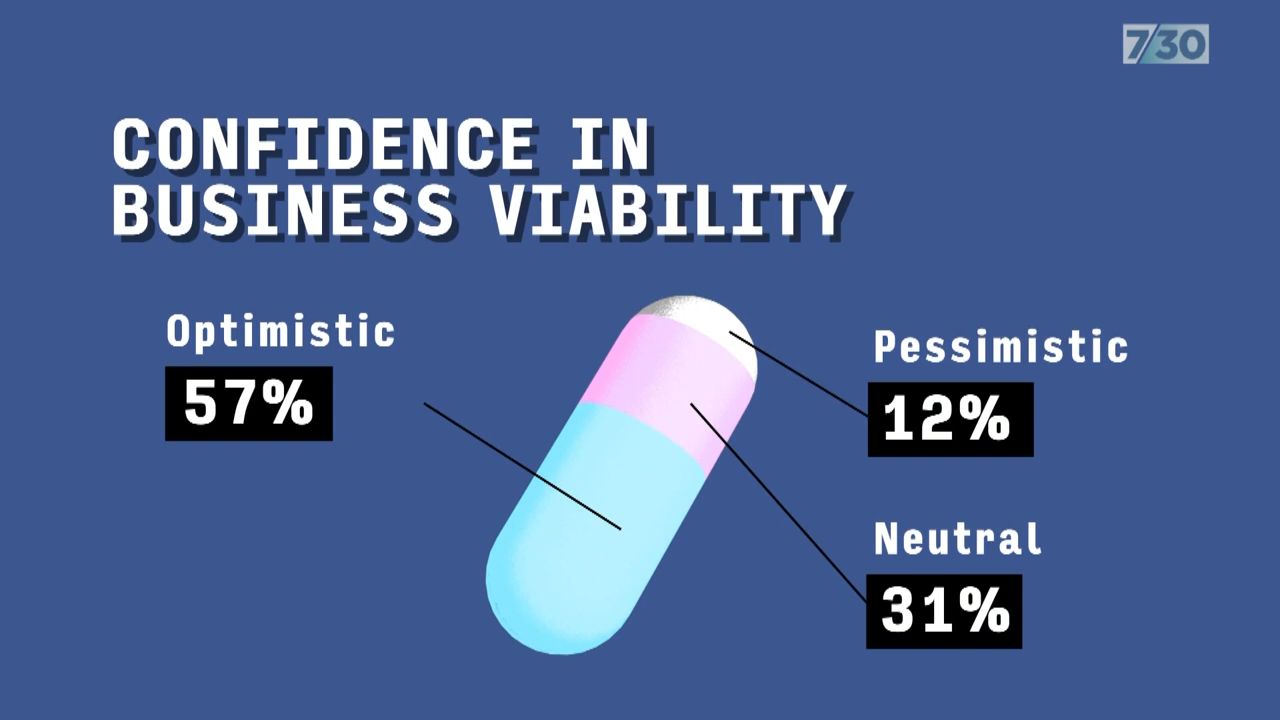 7/30
CONFIDENCE IN
BUSINESS VIABILITY
Optimistic
57%
Pessimistic
12%
Neutral
31%